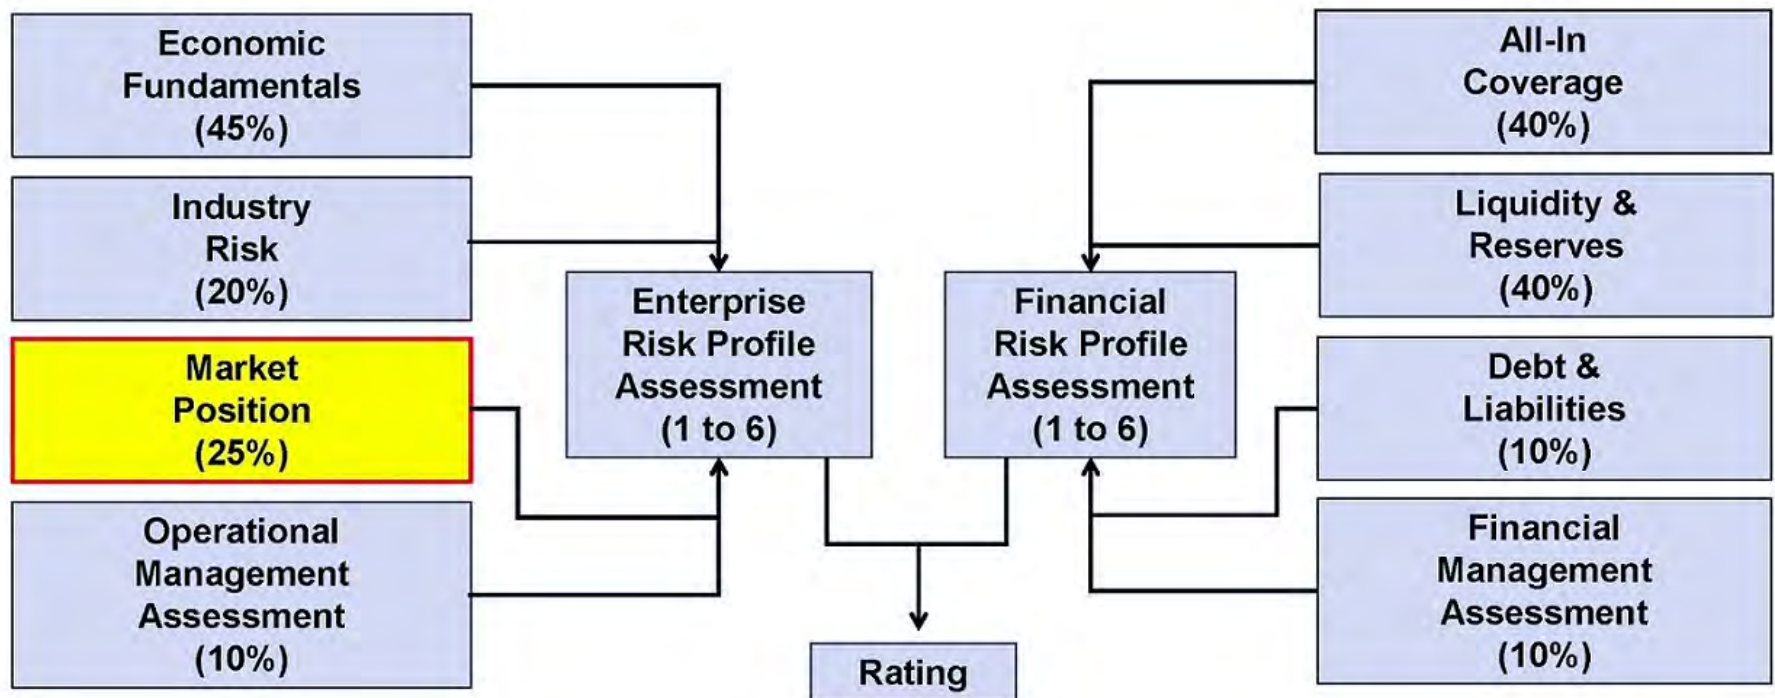 Economic
Fundamentals
(45%)
Industry
Risk
(20%)
Market
Position
(25%)
Operational
Management
Assessment
(10%)
Enterprise
Risk Profile
Assessment
(1 to 6)
Financial
Risk Profile
Assessment
(1 to 6)
Rating
All-In
Coverage
(40%)
Liquidity &
Reserves
(40%)
Debt &
Liabilities
(10%)
Financial
Management
Assessment
(10%)